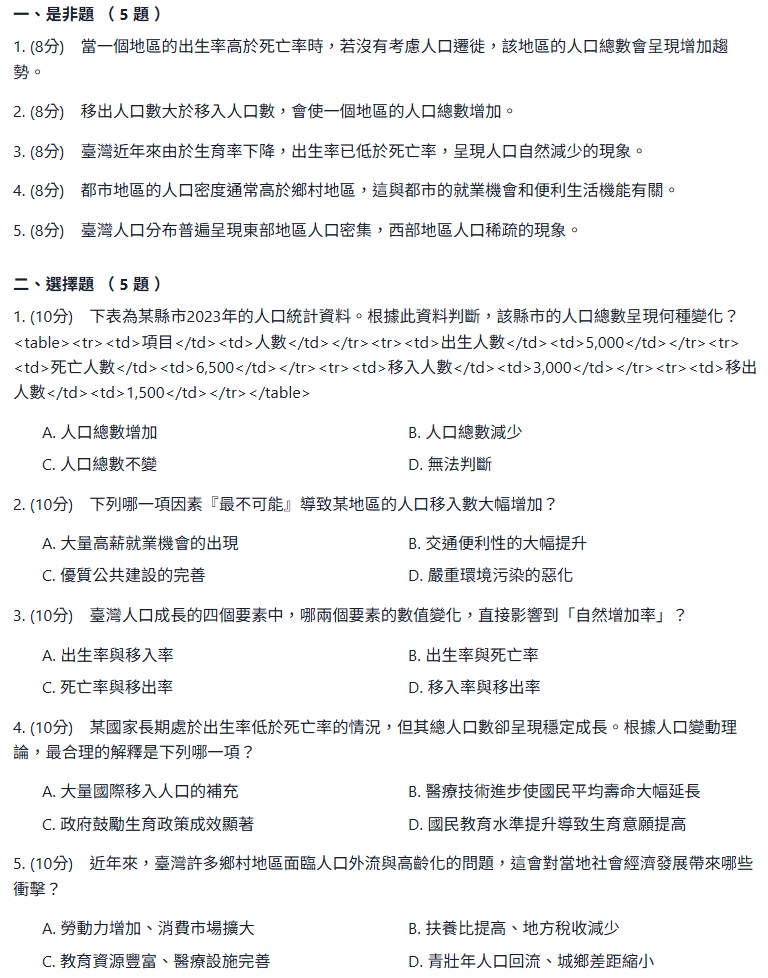 一、是非題 （ 5 題 ）
1. (8分) 當一個地區的出生率高於死亡率時，若沒有考慮人口遷徙，該地區的人口總數會呈現增加趨
勢。
2. (8分) 移出人口數大於移入人口數，會使一個地區的人口總數增加。
3. (8分) 臺灣近年來由於生育率下降，出生率已低於死亡率，呈現人口自然減少的現象。
4. (8分) 都市地區的人口密度通常高於鄉村地區，這與都市的就業機會和便利生活機能有關。
5. (8分) 臺灣人口分布普遍呈現東部地區人口密集，西部地區人口稀疏的現象。
二、選擇題 （ 5 題 ）
1. (10分) 下表為某縣市2023年的人口統計資料。根據此資料判斷，該縣市的人口總數呈現何種變化？
<table><tr><td>項目</td><td>人數</td></tr><tr><td>出生人數</td><td>5,000</td></tr><tr>
<td>死亡人數</td><td>6,500</td></tr><tr><td>移入人數</td><td>3,000</td></tr><tr><td>移出
人數</td><td>1,500</td></tr></table>
A. 人口總數增加 B. 人口總數減少
C. 人口總數不變 D. 無法判斷
2. (10分) 下列哪一項因素『最不可能』導致某地區的人口移入數大幅增加？
A. 大量高薪就業機會的出現 B. 交通便利性的大幅提升
C. 優質公共建設的完善 D. 嚴重環境污染的惡化
3. (10分) 臺灣人口成長的四個要素中，哪兩個要素的數值變化，直接影響到「自然增加率」？
A. 出生率與移入率 B. 出生率與死亡率
C. 死亡率與移出率 D. 移入率與移出率
4. (10分) 某國家長期處於出生率低於死亡率的情況，但其總人口數卻呈現穩定成長。根據人口變動理
論，最合理的解釋是下列哪一項？
A. 大量國際移入人口的補充 B. 醫療技術進步使國民平均壽命大幅延長
C. 政府鼓勵生育政策成效顯著 D. 國民教育水準提升導致生育意願提高
5. (10分) 近年來，臺灣許多鄉村地區面臨人口外流與高齡化的問題，這會對當地社會經濟發展帶來哪些
衝擊？
A. 勞動力增加、消費市場擴大 B. 扶養比提高、地方稅收減少
C. 教育資源豐富、醫療設施完善 D. 青壯年人口回流、城鄉差距縮小